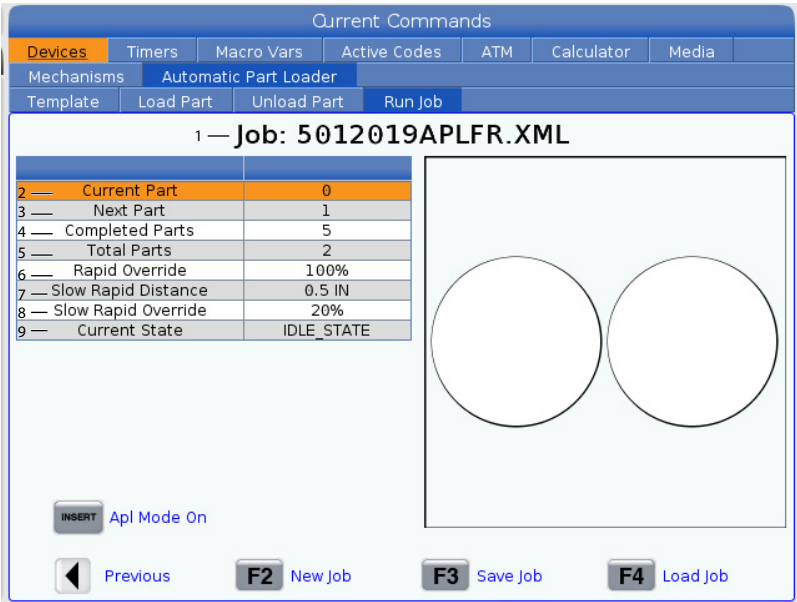 Current Commands
Devices Timers Macro Vars Active Codes ATM Calculator Media
Mechanisms Automatic Part Loader
Template Load Part Unload Part Run Job
1 — Job: 5012019APLFR.XML
2 — Current Part 0
3 — Next Part 1
4 — Completed Parts 5
5 — Total Parts 2
6 — Rapid Override 100%
7 — Slow Rapid Distance 0.5 IN
8 — Slow Rapid Override 20%
9 — Current State IDLE_STATE
INSERT Apl Mode On
Previous F2 New Job F3 Save Job F4 Load Job